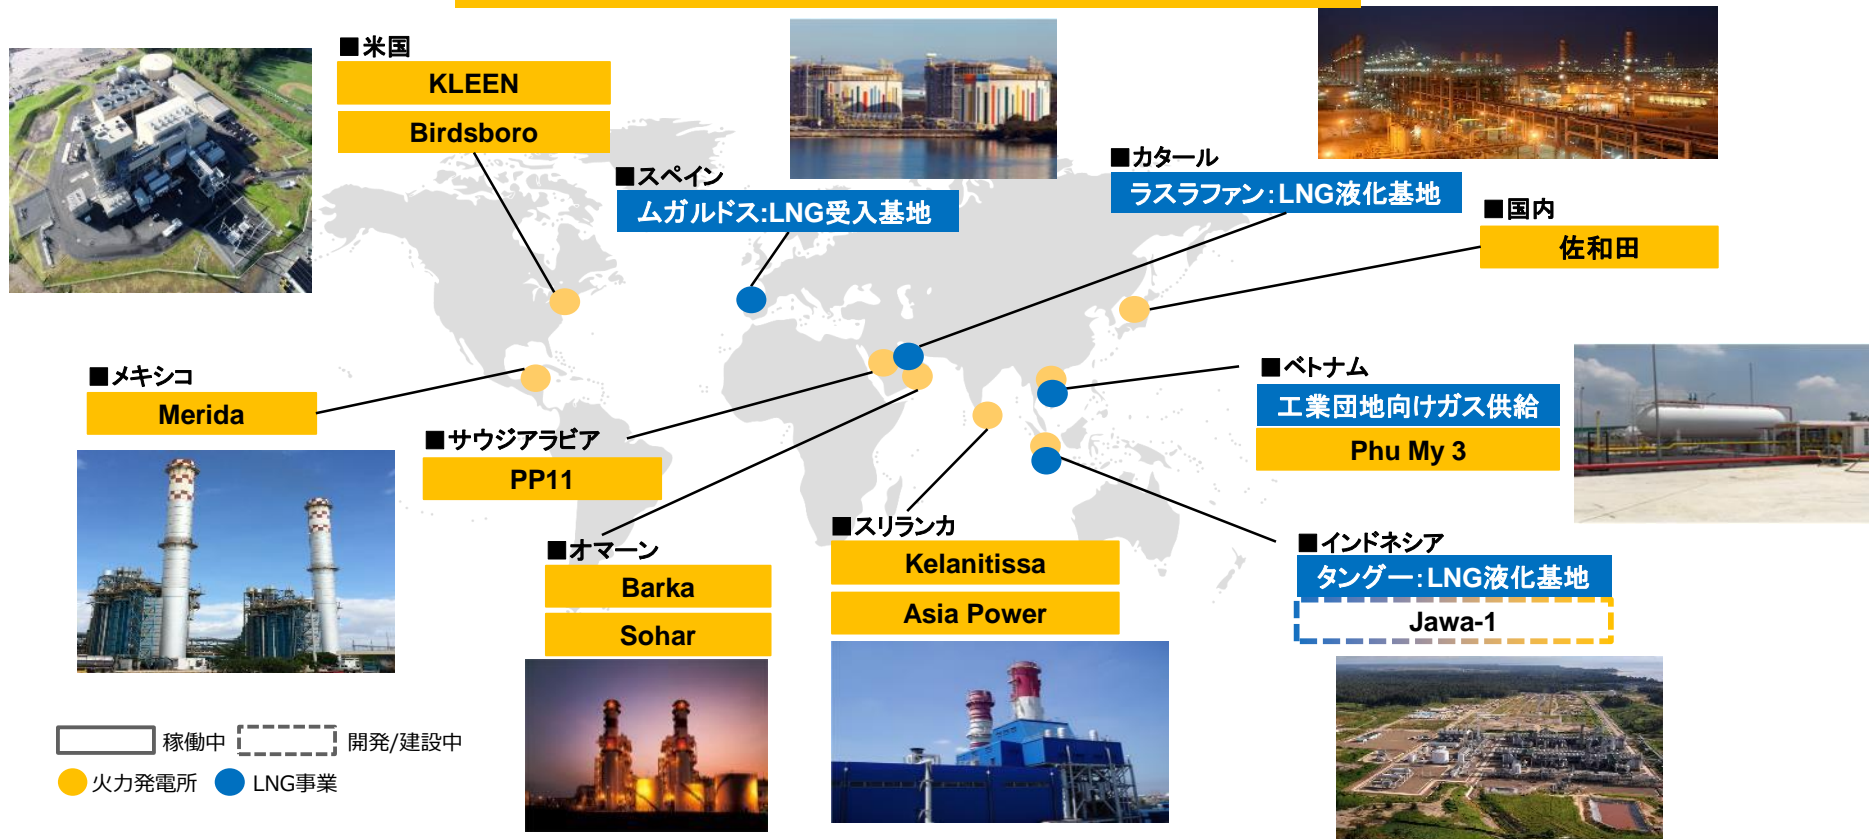 ■米国
KLEEN
Birdsboro
■スペイン
ムガルドス:LNG受入基地
■カタール
ラスラファン：LNG液化基地
■国内
佐和田
■メキシコ
Merida
■サウジアラビア
PP11
■ベトナム
工業団地向けガス供給
Phu My 3
■オマーン
Barka
Sohar
■スリランカ
Kelanitissa
Asia Power
■インドネシア
タングー：LNG液化基地
Jawa-1
稼働中
開発/建設中
火力発電所
LNG事業